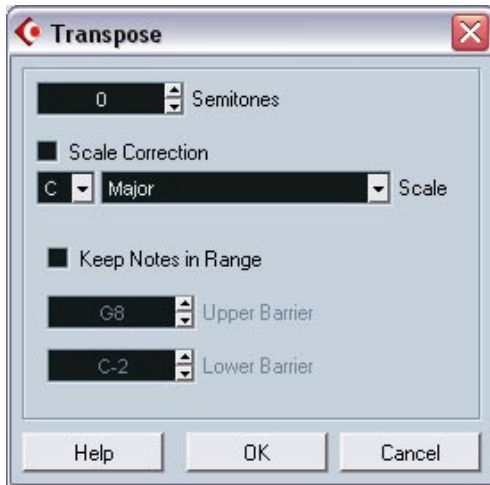 Transpose
0 Semitones
Scale Correction
C Major Scale
Keep Notes in Range
G8 Upper Barrier
C-2 Lower Barrier
Help OK Cancel